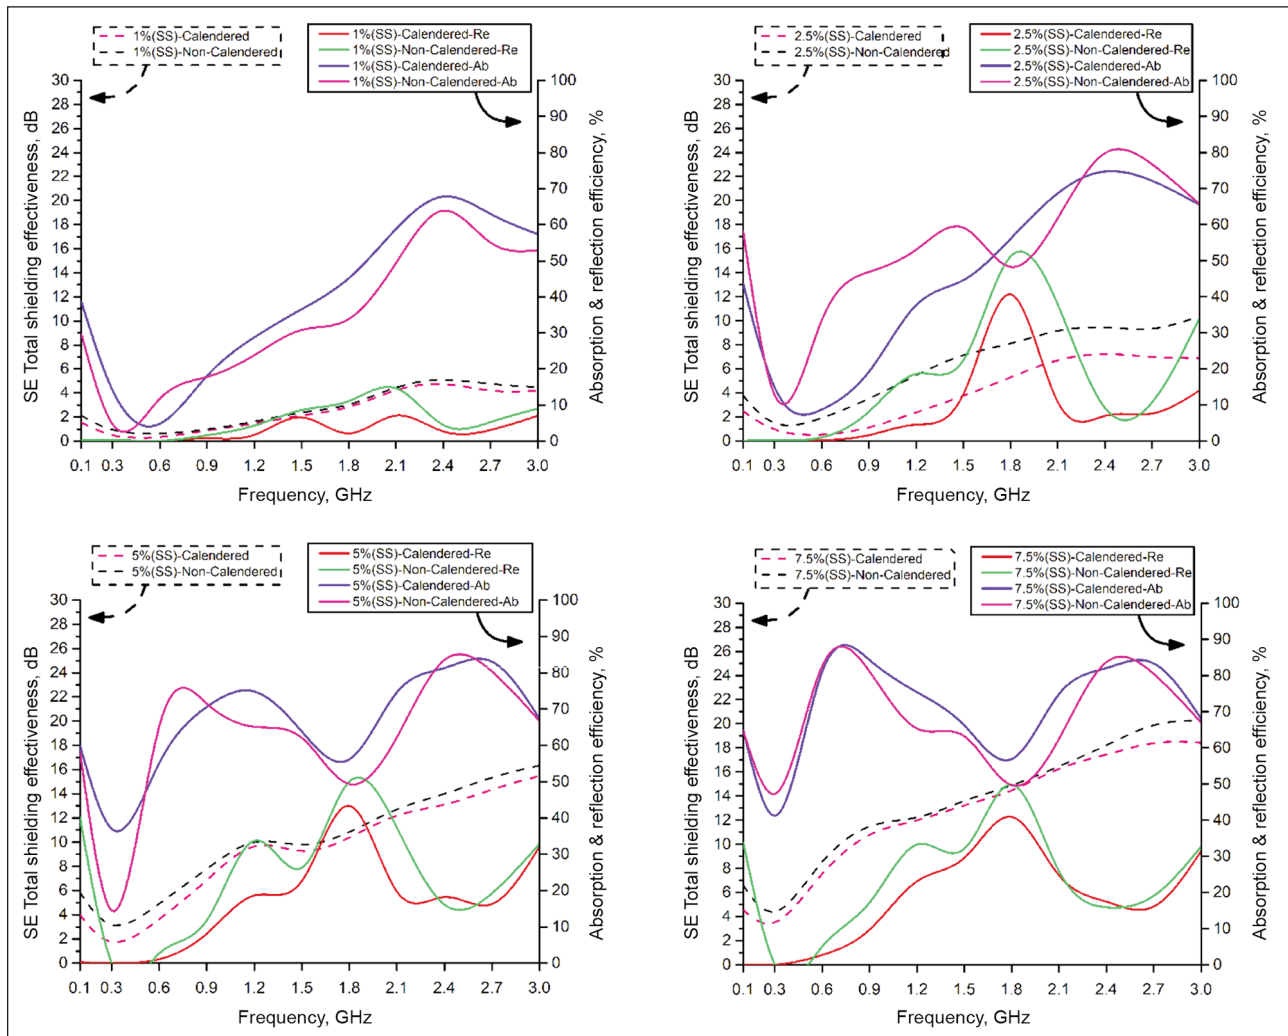 1%(SS)-Calendered
1%(SS)-Non-Calendered
1%(SS)-Calendered-Re
1%(SS)-Non-Calendered-Re
1%(SS)-Calendered-Ab
1%(SS)-Non-Calendered-Ab
SE Total shielding effectiveness, dB
30
28
26
24
22
20
18
16
14
12
10
8
6
4
2
0
100
90
80
70
60
50
40
30
20
10
0
Absorption & reflection efficiency, %
0.1 0.3 0.6 0.9 1.2 1.5 1.8 2.1 2.4 2.7 3.0
Frequency, GHz
2.5%(SS)-Calendered
2.5%(SS)-Non-Calendered
2.5%(SS)-Calendered-Re
2.5%(SS)-Non-Calendered-Re
2.5%(SS)-Calendered-Ab
2.5%(SS)-Non-Calendered-Ab
SE Total shielding effectiveness, dB
30
28
26
24
22
20
18
16
14
12
10
8
6
4
2
0
100
90
80
70
60
50
40
30
20
10
0
Absorption & reflection efficiency, %
0.1 0.3 0.6 0.9 1.2 1.5 1.8 2.1 2.4 2.7 3.0
Frequency, GHz
5%(SS)-Calendered
5%(SS)-Non-Calendered
5%(SS)-Calendered-Re
5%(SS)-Non-Calendered-Re
5%(SS)-Calendered-Ab
5%(SS)-Non-Calendered-Ab
SE Total shielding effectiveness, dB
30
28
26
24
22
20
18
16
14
12
10
8
6
4
2
0
100
90
80
70
60
50
40
30
20
10
0
Absorption & reflection efficiency, %
0.1 0.3 0.6 0.9 1.2 1.5 1.8 2.1 2.4 2.7 3.0
Frequency, GHz
7.5%(SS)-Calendered
7.5%(SS)-Non-Calendered
7.5%(SS)-Calendered-Re
7.5%(SS)-Non-Calendered-Re
7.5%(SS)-Calendered-Ab
7.5%(SS)-Non-Calendered-Ab
SE Total shielding effectiveness, dB
30
28
26
24
22
20
18
16
14
12
10
8
6
4
2
0
100
90
80
70
60
50
40
30
20
10
0
Absorption & reflection efficiency, %
0.1 0.3 0.6 0.9 1.2 1.5 1.8 2.1 2.4 2.7 3.0
Frequency, GHz